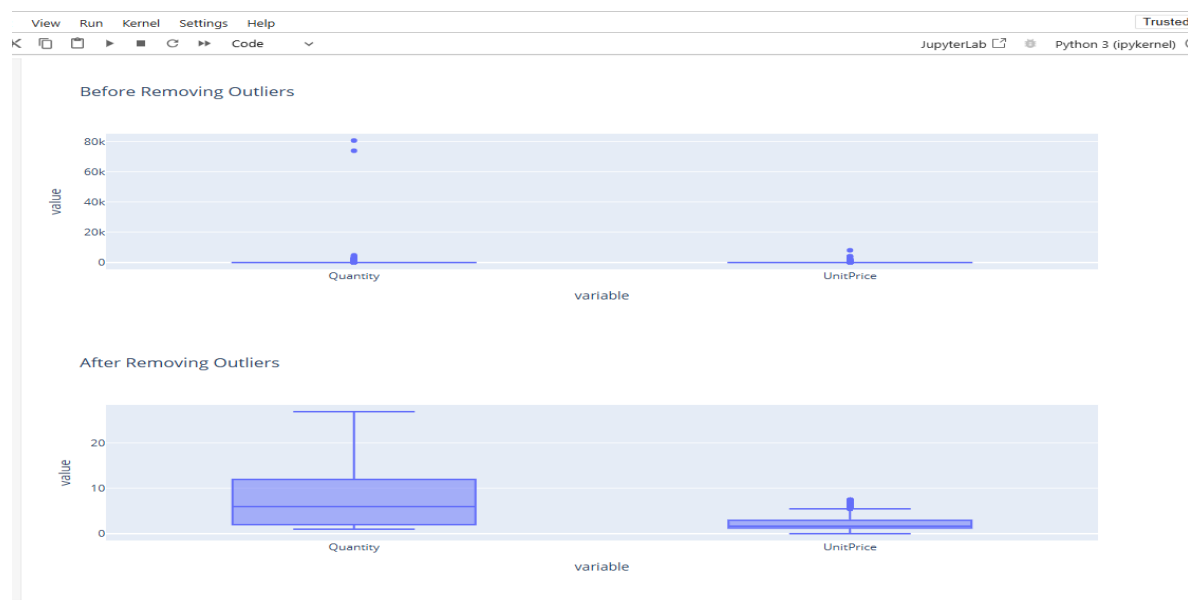 View Run Kernel Settings Help
Trusted
Code
JupyterLab
Python 3 (ipykernel)
Before Removing Outliers
80k
60k
40k
20k
0
value
Quantity
UnitPrice
variable
After Removing Outliers
20
10
0
value
Quantity
UnitPrice
variable